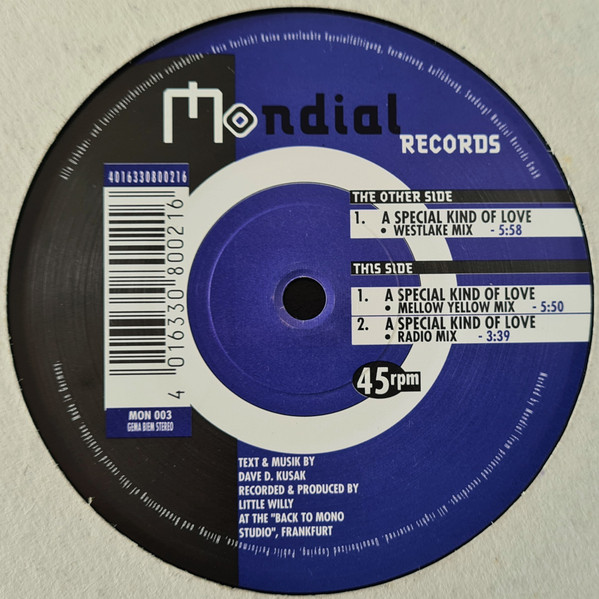 Mondial
RECORDS
4016330800216
4 016330 800216
MON 003
GEMA BIEM STEREO
THE OTHER SIDE
1. A SPECIAL KIND OF LOVE
• WESTLAKE MIX - 5:58
THIS SIDE
1. A SPECIAL KIND OF LOVE
• MELLOW YELLOW MIX - 5:50
2. A SPECIAL KIND OF LOVE
• RADIO MIX - 3:39
45rpm
TEXT & MUSIK BY
DAVE D. KUSAK
RECORDED & PRODUCED BY
LITTLE WILLY
AT THE "BACK TO MONO
STUDIO", FRANKFURT